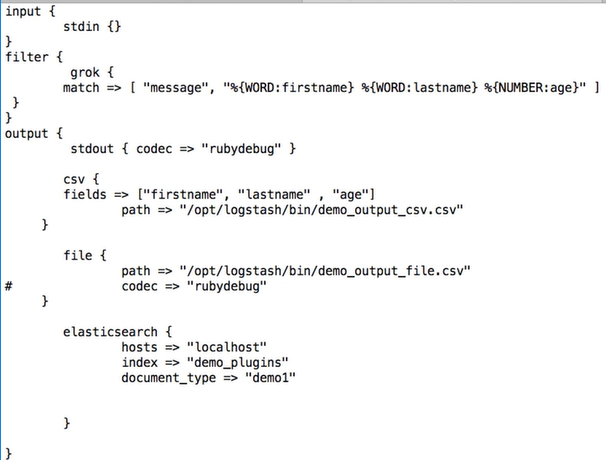 input {
        stdin {}
}
filter {
         grok {
        match => [ "message", "%{WORD:firstname} %{WORD:lastname} %{NUMBER:age}" ]
 }
}
output {
         stdout { codec => "rubydebug" }
        csv {
        fields => ["firstname", "lastname" , "age"]
                path => "/opt/logstash/bin/demo_output_csv.csv"
     }
        file {
                path => "/opt/logstash/bin/demo_output_file.csv"
#               codec => "rubydebug"
     }
        elasticsearch {
                hosts => "localhost"
                index => "demo_plugins"
                document_type => "demo1"
        }
}